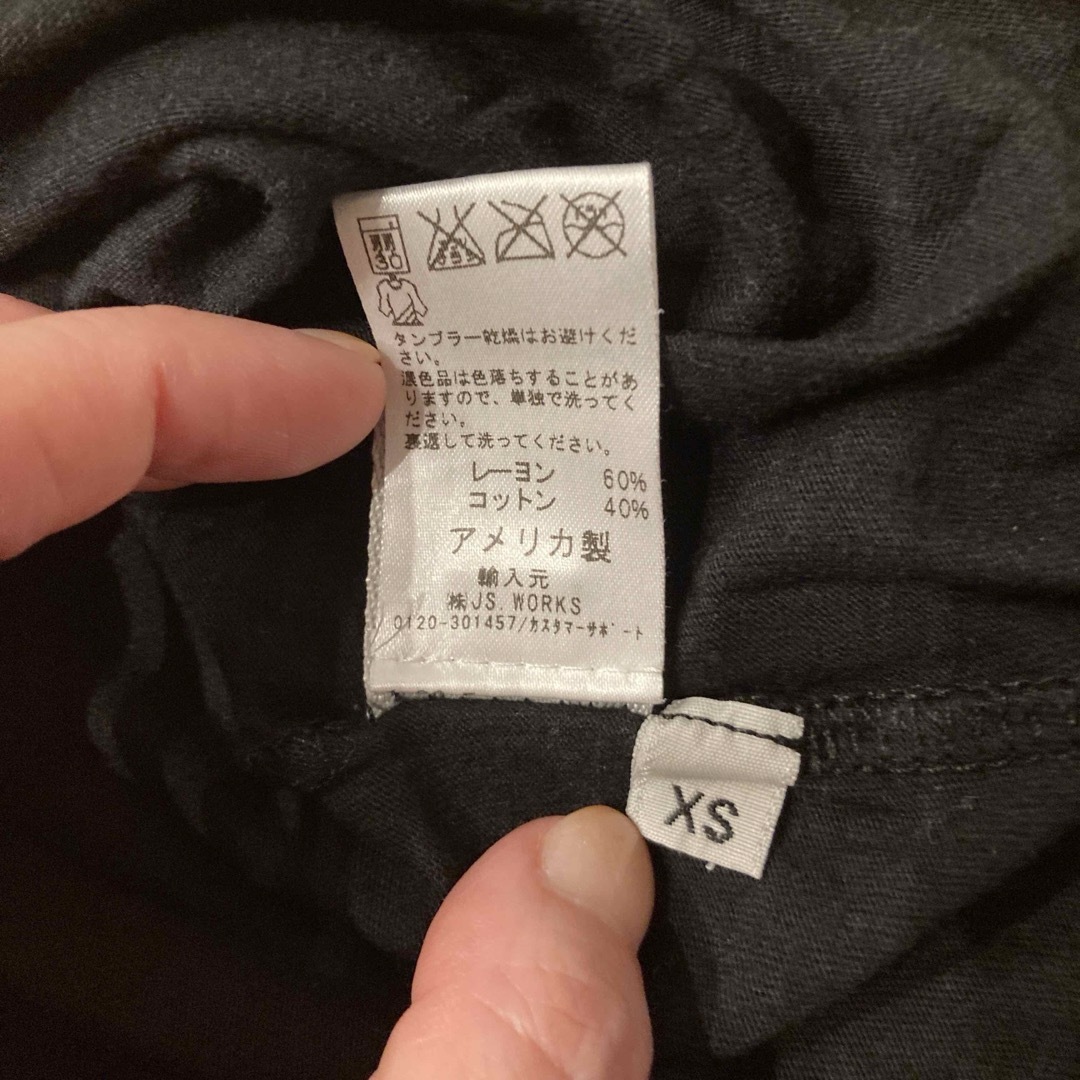 弱
30
タンブラー乾燥はお避けくだ
さい。
濃色品は色落ちすることがあ
りますので、単独で洗ってく
ださい。
裏返して洗ってください。
レーヨン 60%
コットン 40%
アメリカ製
輸入元
㈱JS. WORKS
0120-301457/カスタマーサポート
XS